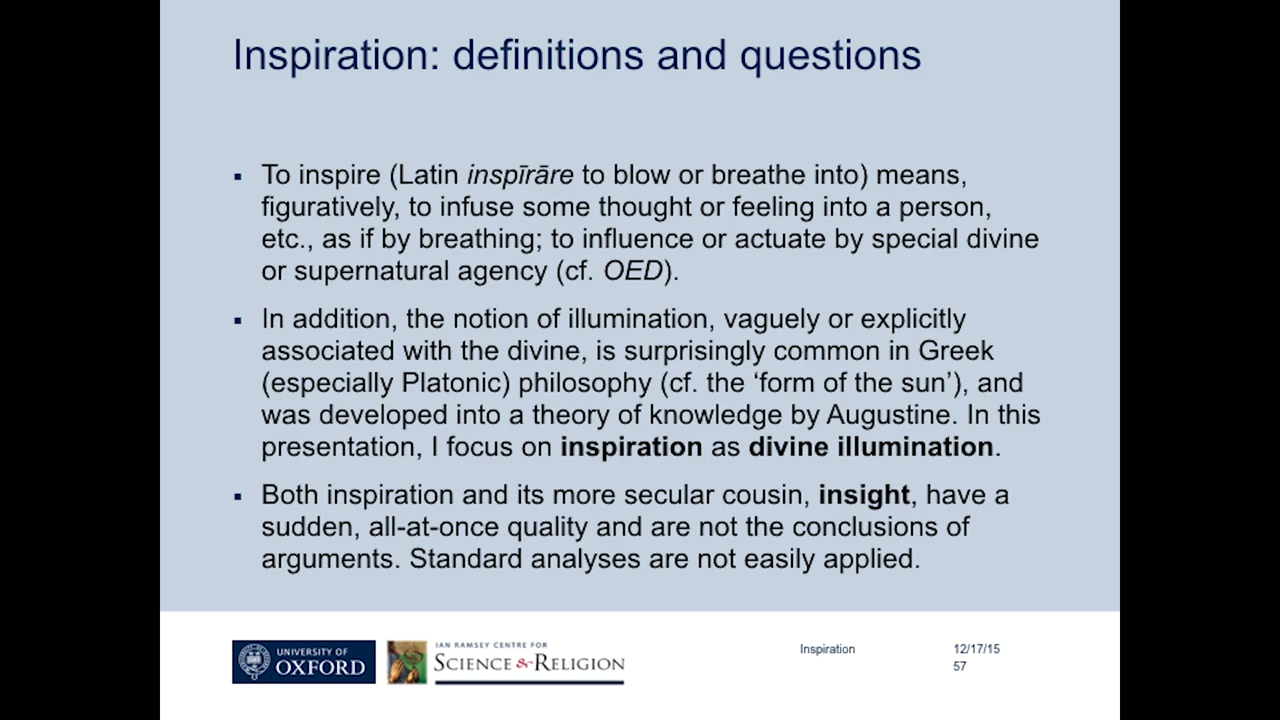 Inspiration: definitions and questions
▪ To inspire (Latin inspīrāre to blow or breathe into) means,
figuratively, to infuse some thought or feeling into a person,
etc., as if by breathing; to influence or actuate by special divine
or supernatural agency (cf. OED).
▪ In addition, the notion of illumination, vaguely or explicitly
associated with the divine, is surprisingly common in Greek
(especially Platonic) philosophy (cf. the ‘form of the sun’), and
was developed into a theory of knowledge by Augustine. In this
presentation, I focus on inspiration as divine illumination.
▪ Both inspiration and its more secular cousin, insight, have a
sudden, all-at-once quality and are not the conclusions of
arguments. Standard analyses are not easily applied.
UNIVERSITY OF
OXFORD
IAN RAMSEY CENTRE FOR
SCIENCE & RELIGION
Inspiration
12/17/15
57